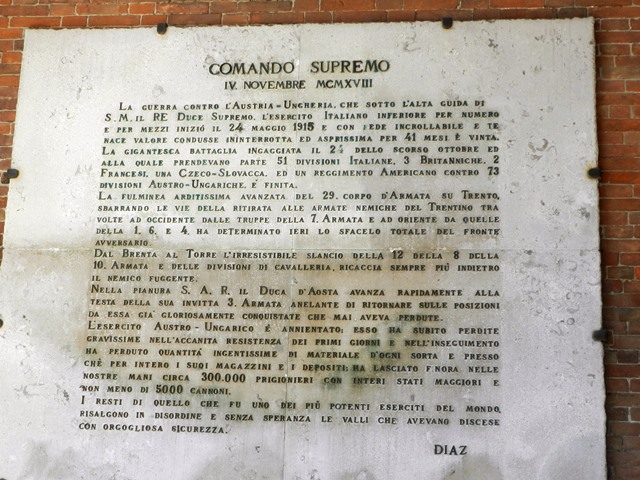 COMANDO SUPREMO
IV. NOVEMBRE MCMXVIII
LA GUERRA CONTRO L'AUSTRIA=UNGHERIA, CHE SOTTO L'ALTA GUIDA DI
S. M. IL RE DUCE SUPREMO, L'ESERCITO ITALIANO INFERIORE PER NUMERO
E PER MEZZI INIZIÒ IL 24 MAGGIO 1915 E CON FEDE INCROLLABILE E TE
NACE VALORE CONDUSSE ININTERROTTA ED ASPRISSIMA PER 41 MESI È VINTA.
LA GIGANTESCA BATTAGLIA INGAGGIATA IL 24 DELLO SCORSO OTTOBRE ED
ALLA QUALE PRENDEVANO PARTE 51 DIVISIONI ITALIANE, 3 BRITANNICHE, 2
FRANCESI, UNA CZECO-SLOVACCA, ED UN REGGIMENTO AMERICANO CONTRO 73
DIVISIONI AUSTRO-UNGARICHE, E' FINITA.
LA FULMINEA ARDITISSIMA AVANZATA DEL 29. CORPO D'ARMATA SU TRENTO,
SBARRANDO LE VIE DELLA RITIRATA ALLE ARMATE NEMICHE DEL TRENTINO TRA
VOLTE AD OCCIDENTE DALLE TRUPPE DELLA 7. ARMATA E AD ORIENTE DA QUELLE
DELLA 1. 6. E 4. HA DETERMINATO IERI LO SFACELO TOTALE DEL FRONTE
AVVERSARIO.
DAL BRENTA AL TORRE L'IRRESISTIBILE SLANCIO DELLA 12 DELLA 8 DELLA
10. ARMATA E DELLE DIVISIONI DI CAVALLERIA, RICACCIA SEMPRE PIÙ INDIETRO
IL NEMICO FUGGENTE.
NELLA PIANURA S. A. R. IL DUCA D'AOSTA AVANZA RAPIDAMENTE ALLA
TESTA DELLA SUA INVITTA 3. ARMATA ANELANTE DI RITORNARE SULLE POSIZIONI
DA ESSA GIÀ GLORIOSAMENTE CONQUISTATE CHE MAI AVEVA PERDUTE.
L'ESERCITO AUSTRO-UNGARICO È ANNIENTATO: ESSO HA SUBITO PERDITE
GRAVISSIME NELL'ACCANITA RESISTENZA DEI PRIMI GIORNI E NELL'INSEGUIMENTO
HA PERDUTO QUANTITÀ INGENTISSIME DI MATERIALE D'OGNI SORTA E PRESSO
CHÈ PER INTERO I SUOI MAGAZZINI E I DEPOSITI: HA LASCIATO FINORA NELLE
NOSTRE MANI CIRCA 300.000 PRIGIONIERI CON INTERI STATI MAGGIORI E
NON MENO DI 5000 CANNONI.
I RESTI DI QUELLO CHE FU UNO DEI PIÙ POTENTI ESERCITI DEL MONDO,
RISALGONO IN DISORDINE E SENZA SPERANZA LE VALLI CHE AVEVANO DISCESE
CON ORGOGLIOSA SICUREZZA.
DIAZ